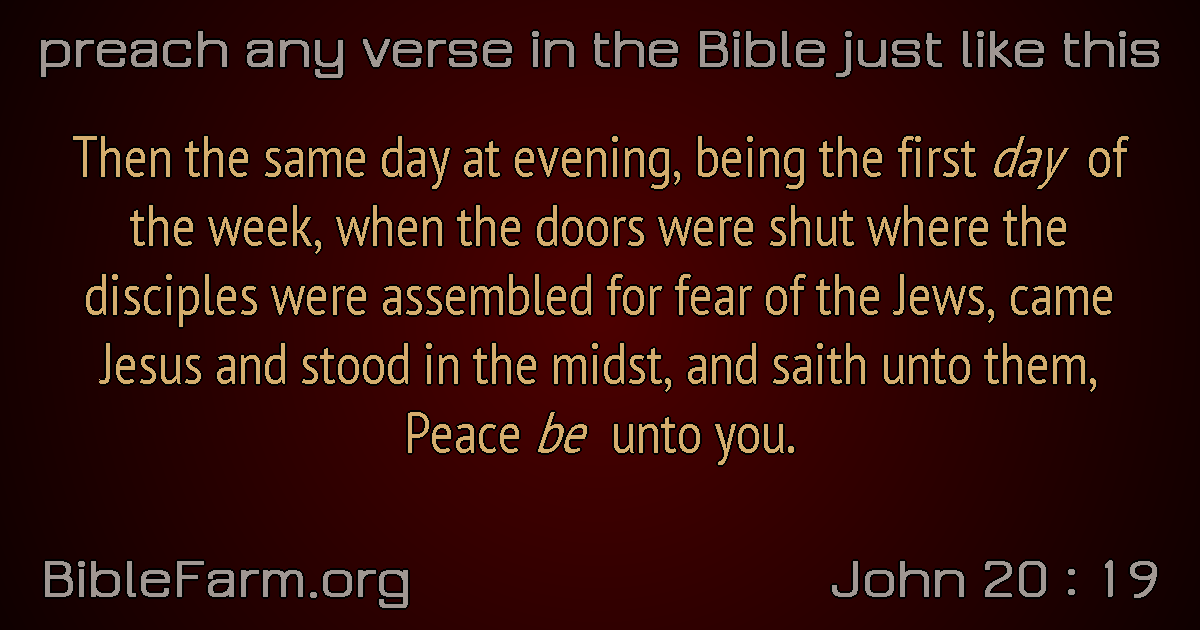 preach any verse in the Bible just like this
Then the same day at evening, being the first day of
the week, when the doors were shut where the
disciples were assembled for fear of the Jews, came
Jesus and stood in the midst, and saith unto them,
Peace be unto you.
BibleFarm.org
John 20 : 19